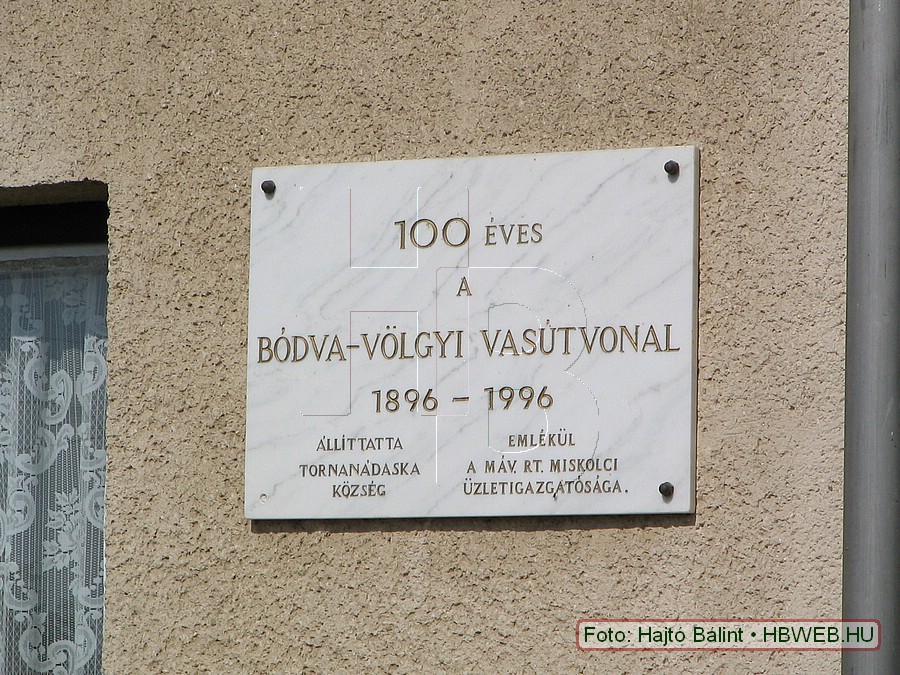 100 ÉVES
A
BÓDVA-VÖLGYI VASÚTVONAL
1896 - 1996
ÁLLÍTTATTA
TORNANÁDASKA
KÖZSÉG
EMLÉKÜL
A MÁV. RT. MISKOLCI
ÜZLETIGAZGATÓSÁGA.
HB
Foto: Hajtó Bálint • HBWEB.HU